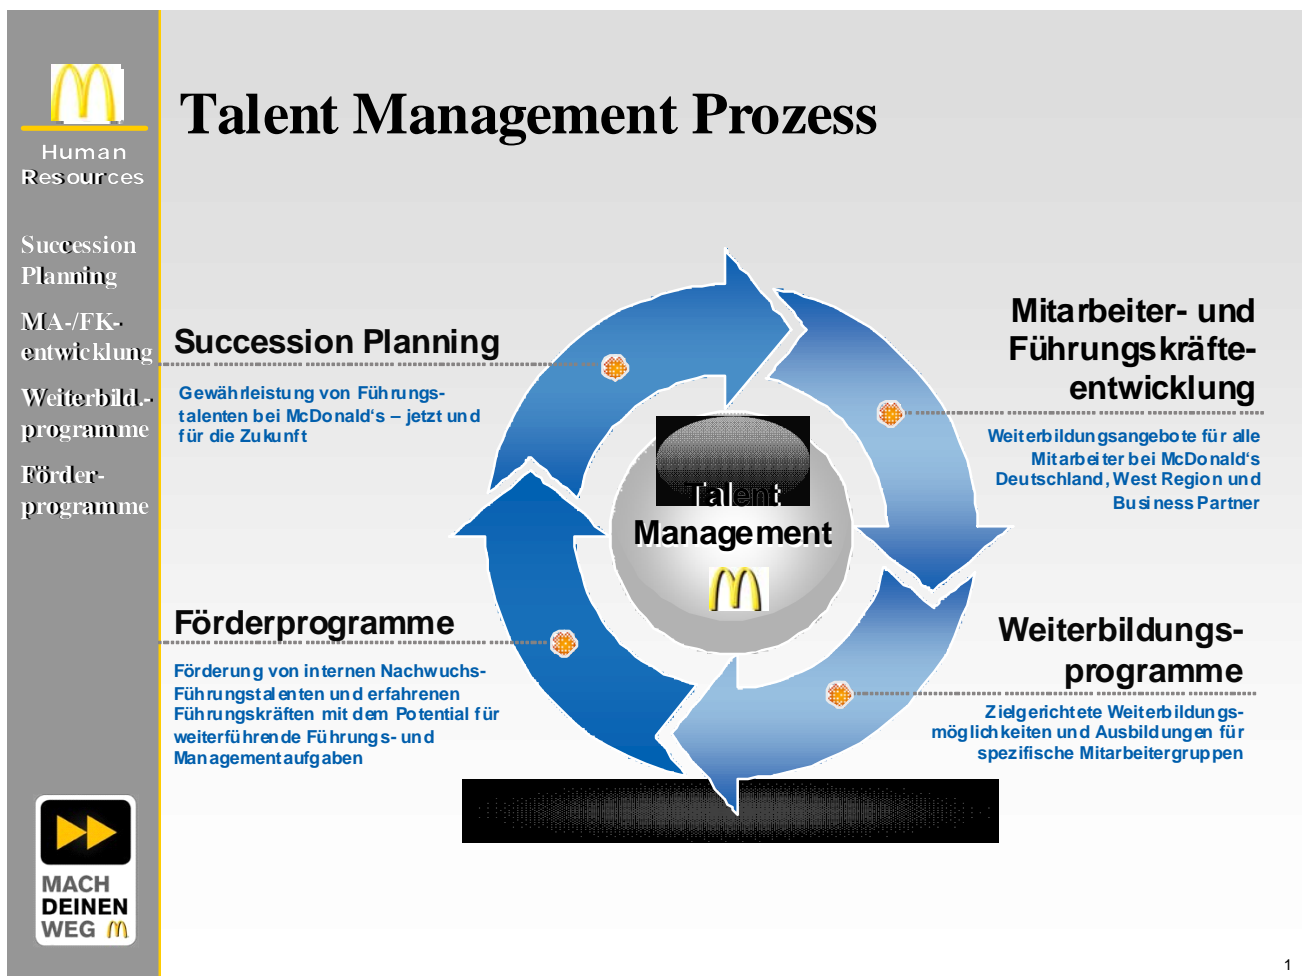 Human
Resources
Succession
Planning
MA-/FK-
entwicklung
Weiterbild.-
programme
Förder-
programme
MACH
DEINEN
WEG
Talent Management Prozess
Succession Planning
Gewährleistung von Führungs-
talenten bei McDonald‘s – jetzt und
für die Zukunft
Mitarbeiter- und
Führungskräfte-
entwicklung
Weiterbildungsangebote für alle
Mitarbeiter bei McDonald‘s
Deutschland, West Region und
Business Partner
Talent
Management
Förderprogramme
Förderung von internen Nachwuchs-
Führungstalenten und erfahrenen
Führungskräften mit dem Potential für
weiterführende Führungs- und
Managementaufgaben
Weiterbildungs-
programme
Zielgerichtete Weiterbildungs-
möglichkeiten und Ausbildungen für
spezifische Mitarbeitergruppen
1